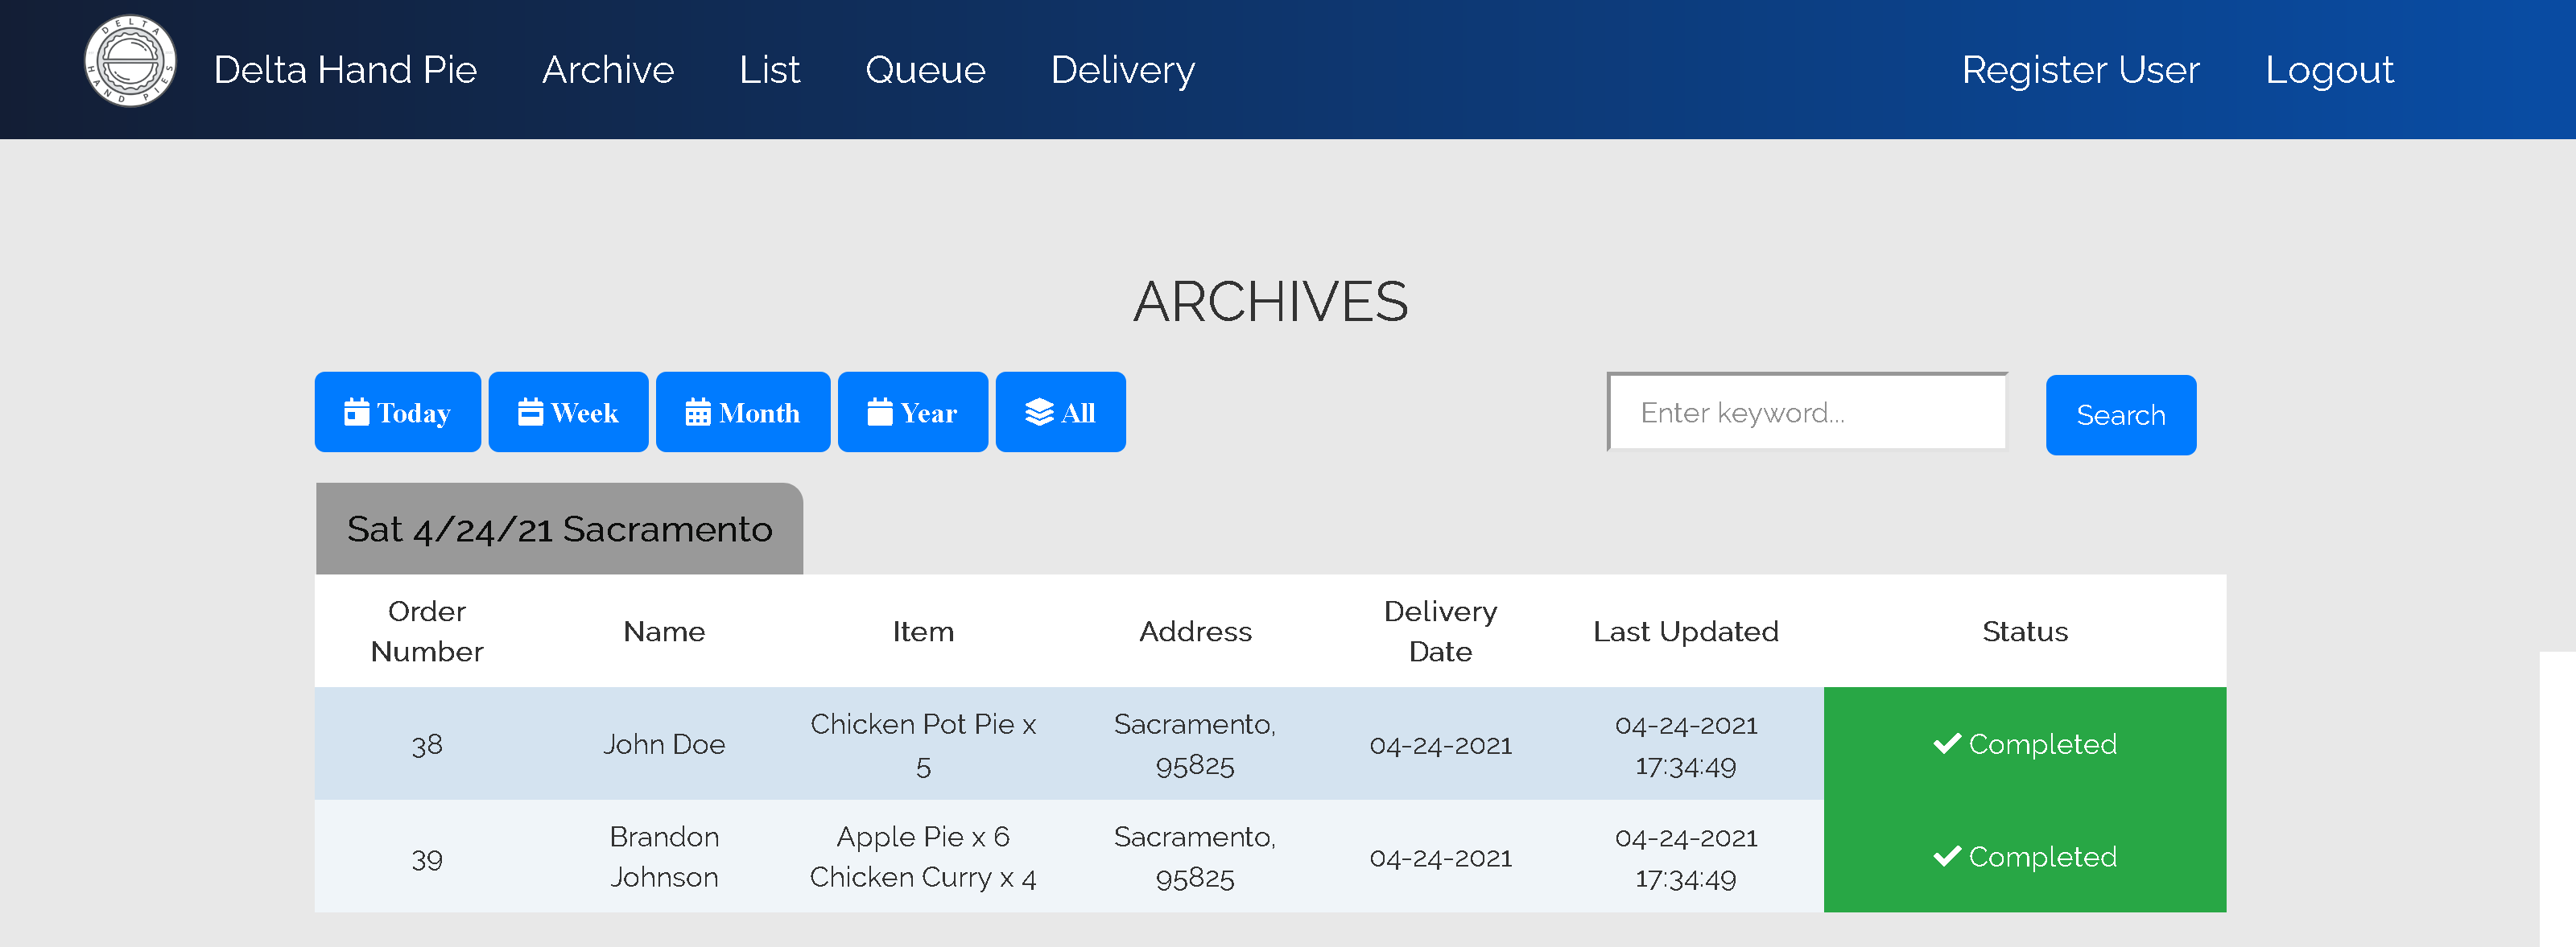 DELTA HAND PIES
Delta Hand Pie Archive List Queue Delivery Register User Logout
ARCHIVES
Today Week Month Year All Enter keyword... Search
Sat 4/24/21 Sacramento
Order Number Name Item Address Delivery Date Last Updated Status
38 John Doe Chicken Pot Pie x 5 Sacramento, 95825 04-24-2021 04-24-2021 17:34:49 Completed
39 Brandon Johnson Apple Pie x 6 Chicken Curry x 4 Sacramento, 95825 04-24-2021 04-24-2021 17:34:49 Completed